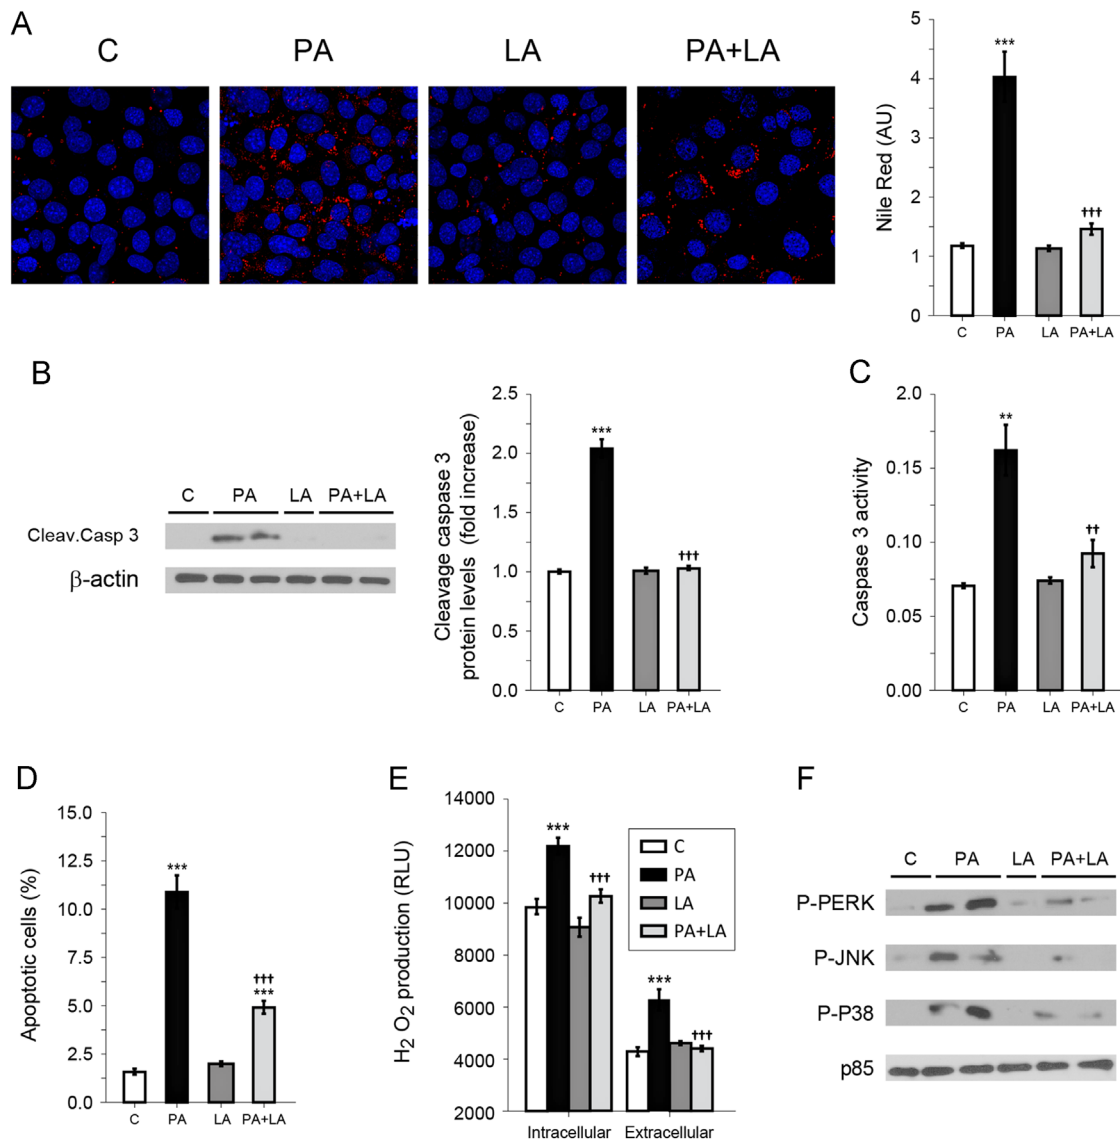 A
C PA LA PA+LA
Nile Red (AU)
5
4
3
2
1
0
***
†††
C PA LA PA+LA
B
C PA LA PA+LA
Cleav.Casp 3
β-actin
Cleavage caspase 3
protein levels (fold increase)
2.5
2.0
1.5
1.0
0.5
0.0
***
†††
C PA LA PA+LA
C
Caspase 3 activity
2.0
0.15
0.10
0.05
0.00
**
††
C PA LA PA+LA
D
Apoptotic cells (%)
15.0
12.5
10.0
7.5
5.0
2.5
0.0
***
†††
***
C PA LA PA+LA
E
H2 O2 production (RLU)
14000
12000
10000
8000
6000
4000
2000
***
†††
***
†††
C
PA
LA
PA+LA
Intracellular Extracellular
F
C PA LA PA+LA
P-PERK
P-JNK
P-P38
p85